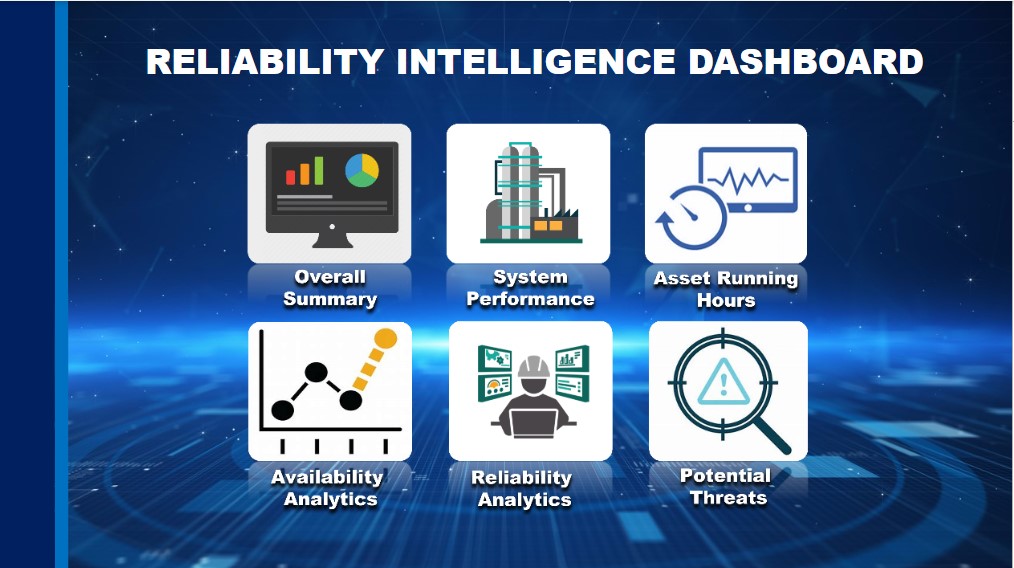 RELIABILITY INTELLIGENCE DASHBOARD
Overall
Summary
System
Performance
Asset Running
Hours
Availability
Analytics
Reliability
Analytics
Potential
Threats